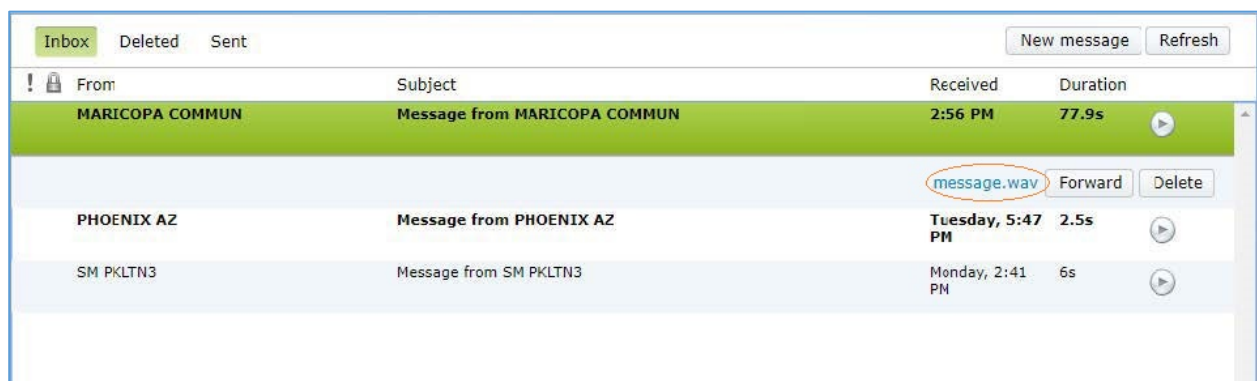 Inbox Deleted Sent New message Refresh
! From Subject Received Duration
MARICOPA COMMUN Message from MARICOPA COMMUN 2:56 PM 77.9s
message.wav Forward Delete
PHOENIX AZ Message from PHOENIX AZ Tuesday, 5:47 2.5s
PM
SM PKLTN3 Message from SM PKLTN3 Monday, 2:41 6s
PM